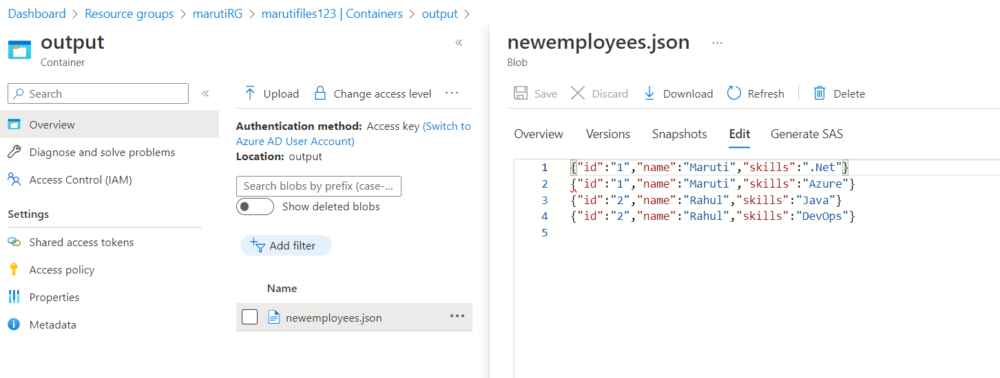 Dashboard > Resource groups > marutiRG > marutifiles123 | Containers > output >
output
Container
«
Search
«
Overview
Diagnose and solve problems
Access Control (IAM)
Settings
Shared access tokens
Access policy
Properties
Metadata
Upload Change access level ...
Authentication method: Access key (Switch to
Azure AD User Account)
Location: output
Search blobs by prefix (case-...
Show deleted blobs
Add filter
Name
newemployees.json ...
newemployees.json ...
Blob
Save Discard Download Refresh Delete
Overview Versions Snapshots Edit Generate SAS
1 {"id":"1","name":"Maruti","skills":".Net"}
2 {"id":"1","name":"Maruti","skills":"Azure"}
3 {"id":"2","name":"Rahul","skills":"Java"}
4 {"id":"2","name":"Rahul","skills":"DevOps"}
5